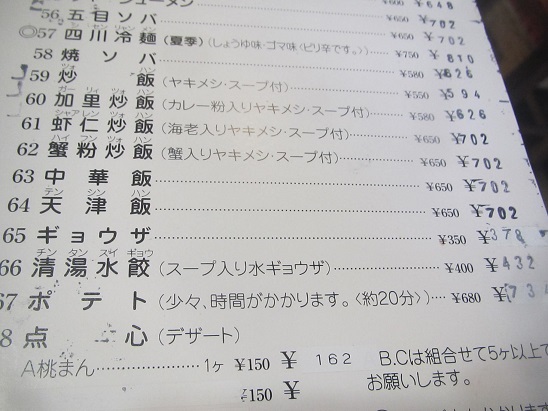 ¥648
56 五目ソバ ¥650 ¥702
◎57 四川冷麺(夏季)(しょうゆ味・ゴマ味〈ピリ辛です。〉) ¥750 ¥810
58 焼ソバ ¥580 ¥626
59 炒飯(ヤキメシ・スープ付) ¥550 ¥594
60 加里炒飯(カレー粉入りヤキメシ・スープ付) ¥580 ¥626
61 虾仁炒飯(海老入りヤキメシ・スープ付) ¥650 ¥702
62 蟹粉炒飯(蟹入りヤキメシ・スープ付) ¥650 ¥702
63 中華飯 ¥650 ¥702
64 天津飯 ¥650 ¥702
65 ギョウザ ¥350 ¥378
66 清湯水餃(スープ入り水ギョウザ) ¥400 ¥432
67 ポテト(少々、時間がかかります。〈約20分〉) ¥680 ¥734
8 点心(デザート)
A桃まん 1ヶ ¥150 ¥162 B.Cは組合せて5ヶ以上で
¥150 ¥ お願いします。